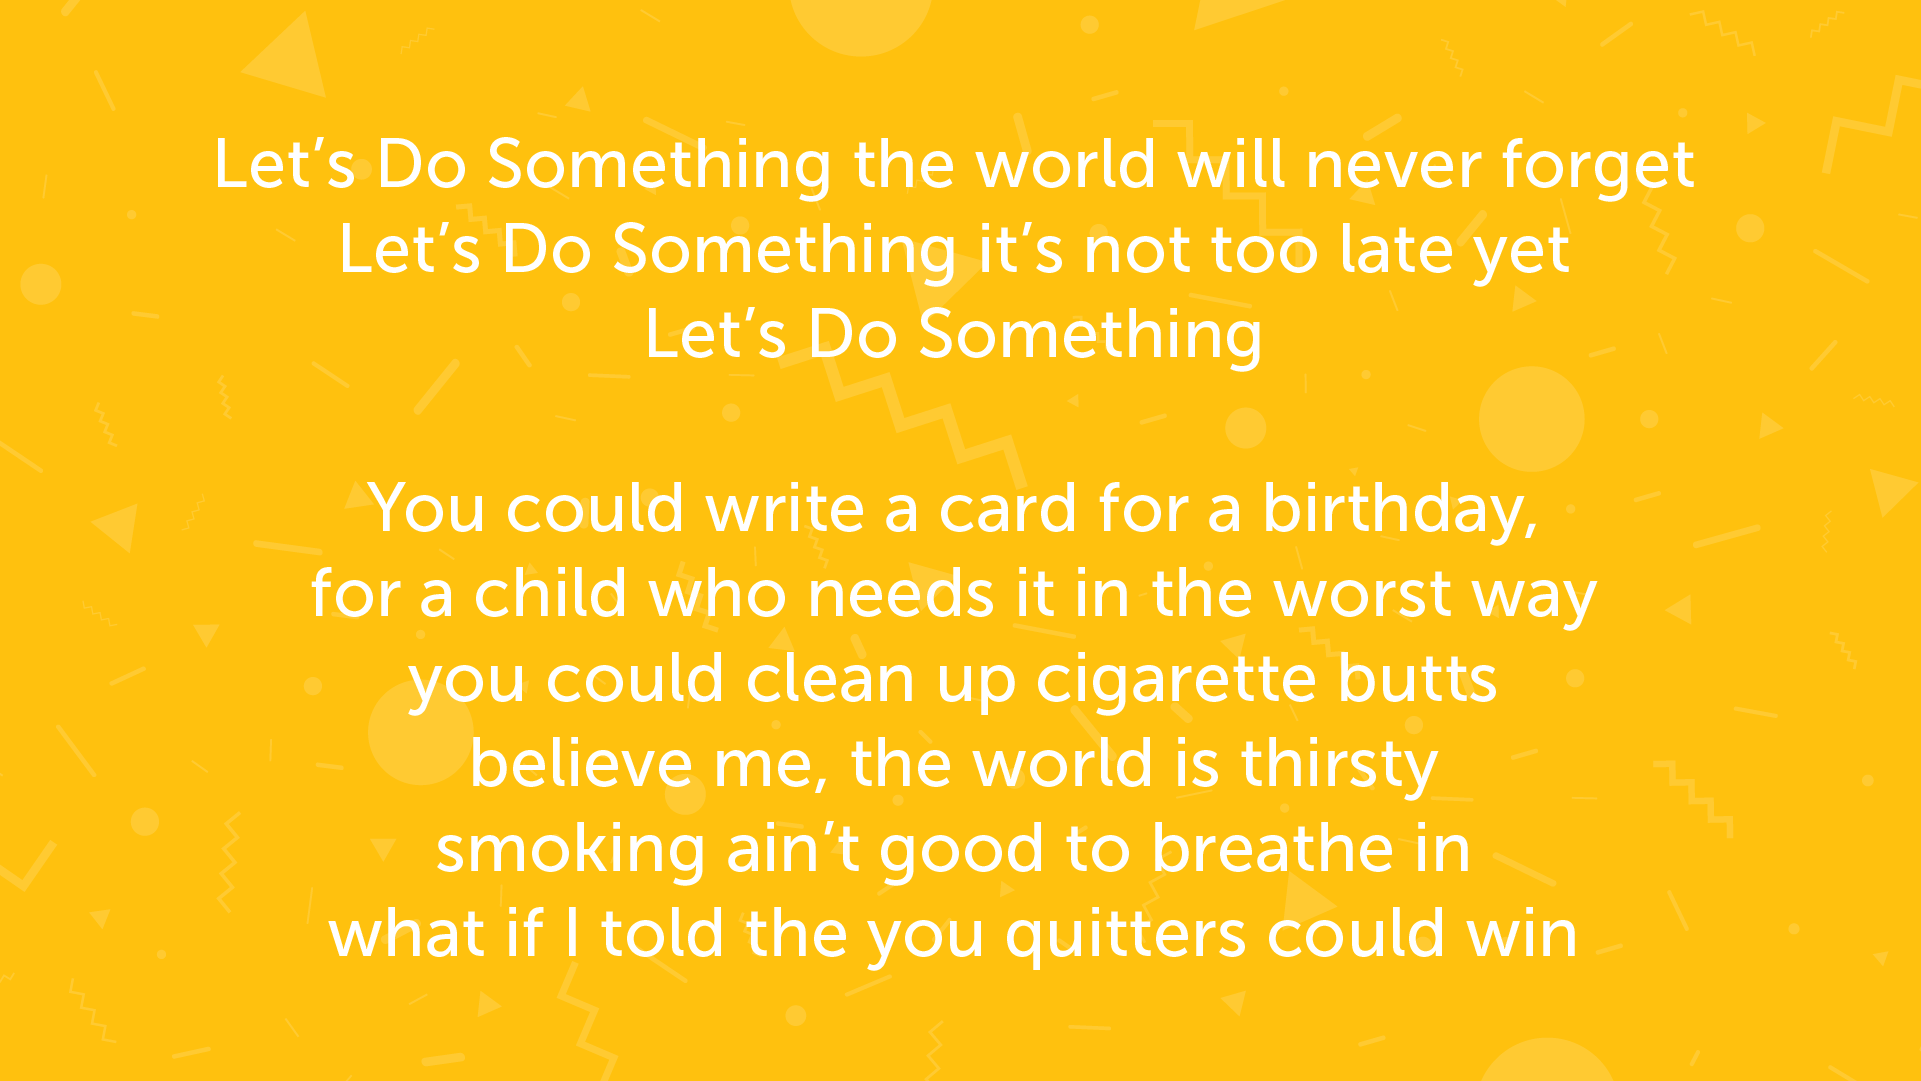 Let’s Do Something the world will never forget
Let’s Do Something it’s not too late yet
Let’s Do Something
You could write a card for a birthday,
for a child who needs it in the worst way
you could clean up cigarette butts
believe me, the world is thirsty
smoking ain’t good to breathe in
what if I told the you quitters could win